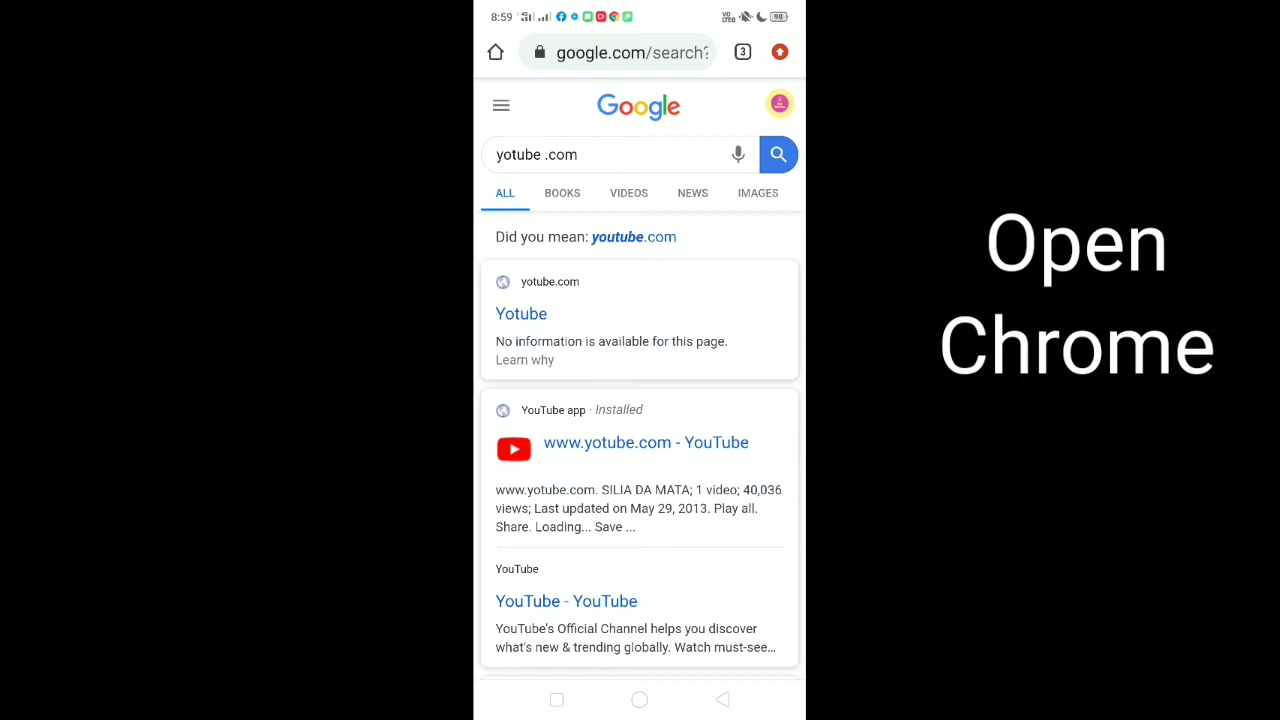 8:59
VO
LTE
98
google.com/search?
3
Google
yotube .com
ALL BOOKS VIDEOS NEWS IMAGES
Did you mean: youtube.com
yotube.com
Yotube
No information is available for this page.
Learn why
YouTube app · Installed
www.yotube.com - YouTube
www.yotube.com. SILIA DA MATA; 1 video; 40,036
views; Last updated on May 29, 2013. Play all.
Share. Loading... Save ...
YouTube
YouTube - YouTube
YouTube's Official Channel helps you discover
what's new & trending globally. Watch must-see...
Open
Chrome